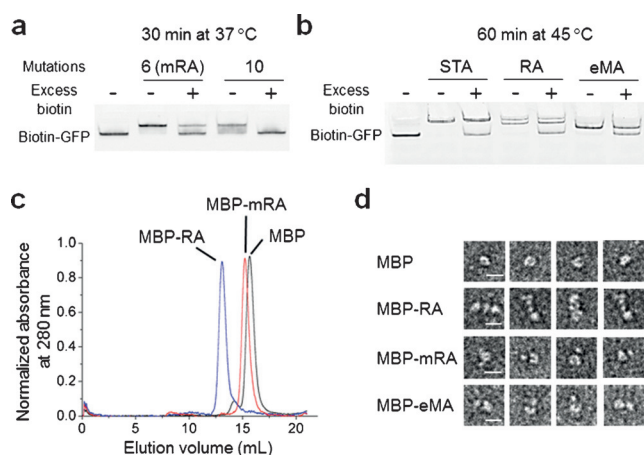 a
30 min at 37 °C
Mutations 6 (mRA) 10
Excess biotin - - + - +
Biotin-GFP
b
60 min at 45 °C
STA RA eMA
Excess biotin - - + - + - +
Biotin-GFP
c
MBP-mRA
MBP-RA MBP
Normalized absorbance
at 280 nm
1.0
0.8
0.6
0.4
0.2
0.0
0 5 10 15 20
Elution volume (mL)
d
MBP
MBP-RA
MBP-mRA
MBP-eMA